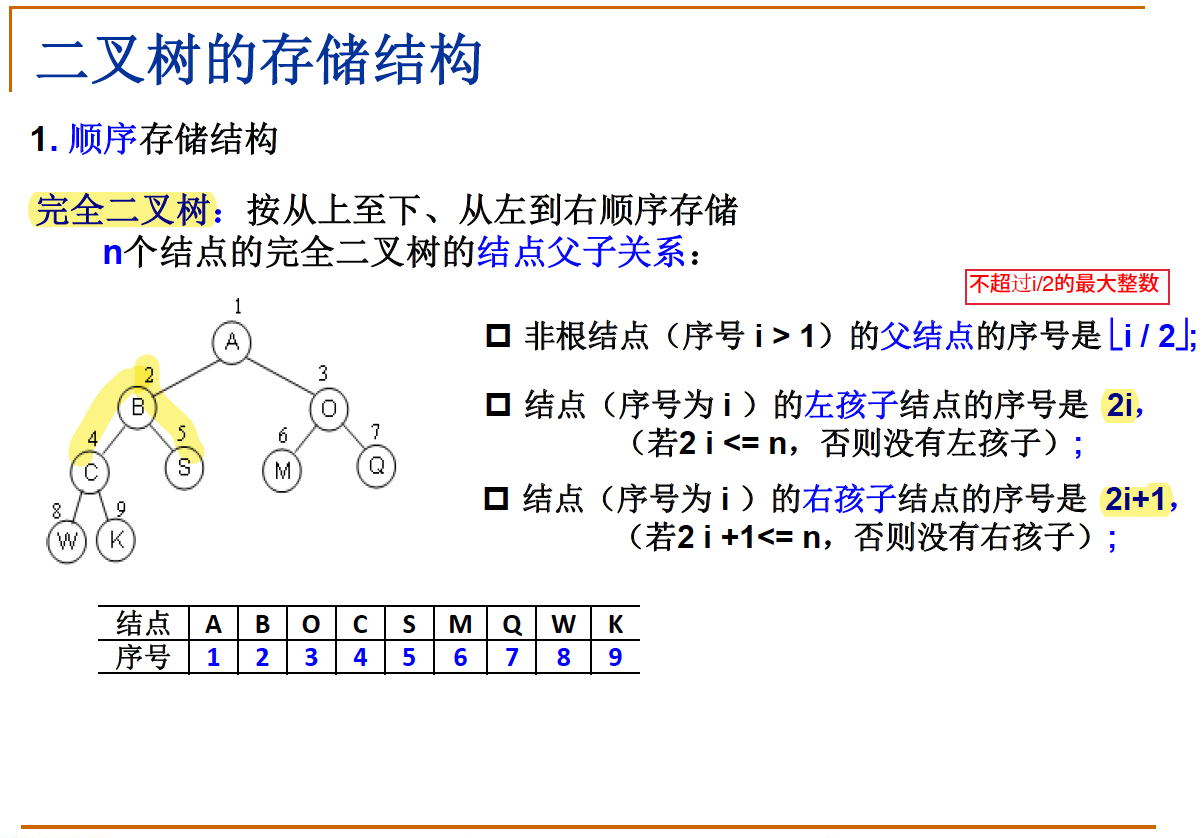 二叉树的存储结构
1. 顺序存储结构
完全二叉树：按从上至下、从左到右顺序存储
n个结点的完全二叉树的结点父子关系：
不超过i/2的最大整数
非根结点（序号 i > 1）的父结点的序号是⌊i / 2⌋;
结点（序号为 i ）的左孩子结点的序号是 2i，
（若2 i <= n，否则没有左孩子）;
结点（序号为 i ）的右孩子结点的序号是 2i+1，
（若2 i +1<= n，否则没有右孩子）;
1
A
2 3
B O
4 5 6 7
C S M Q
8 9
W K
结点 A B O C S M Q W K
序号 1 2 3 4 5 6 7 8 9